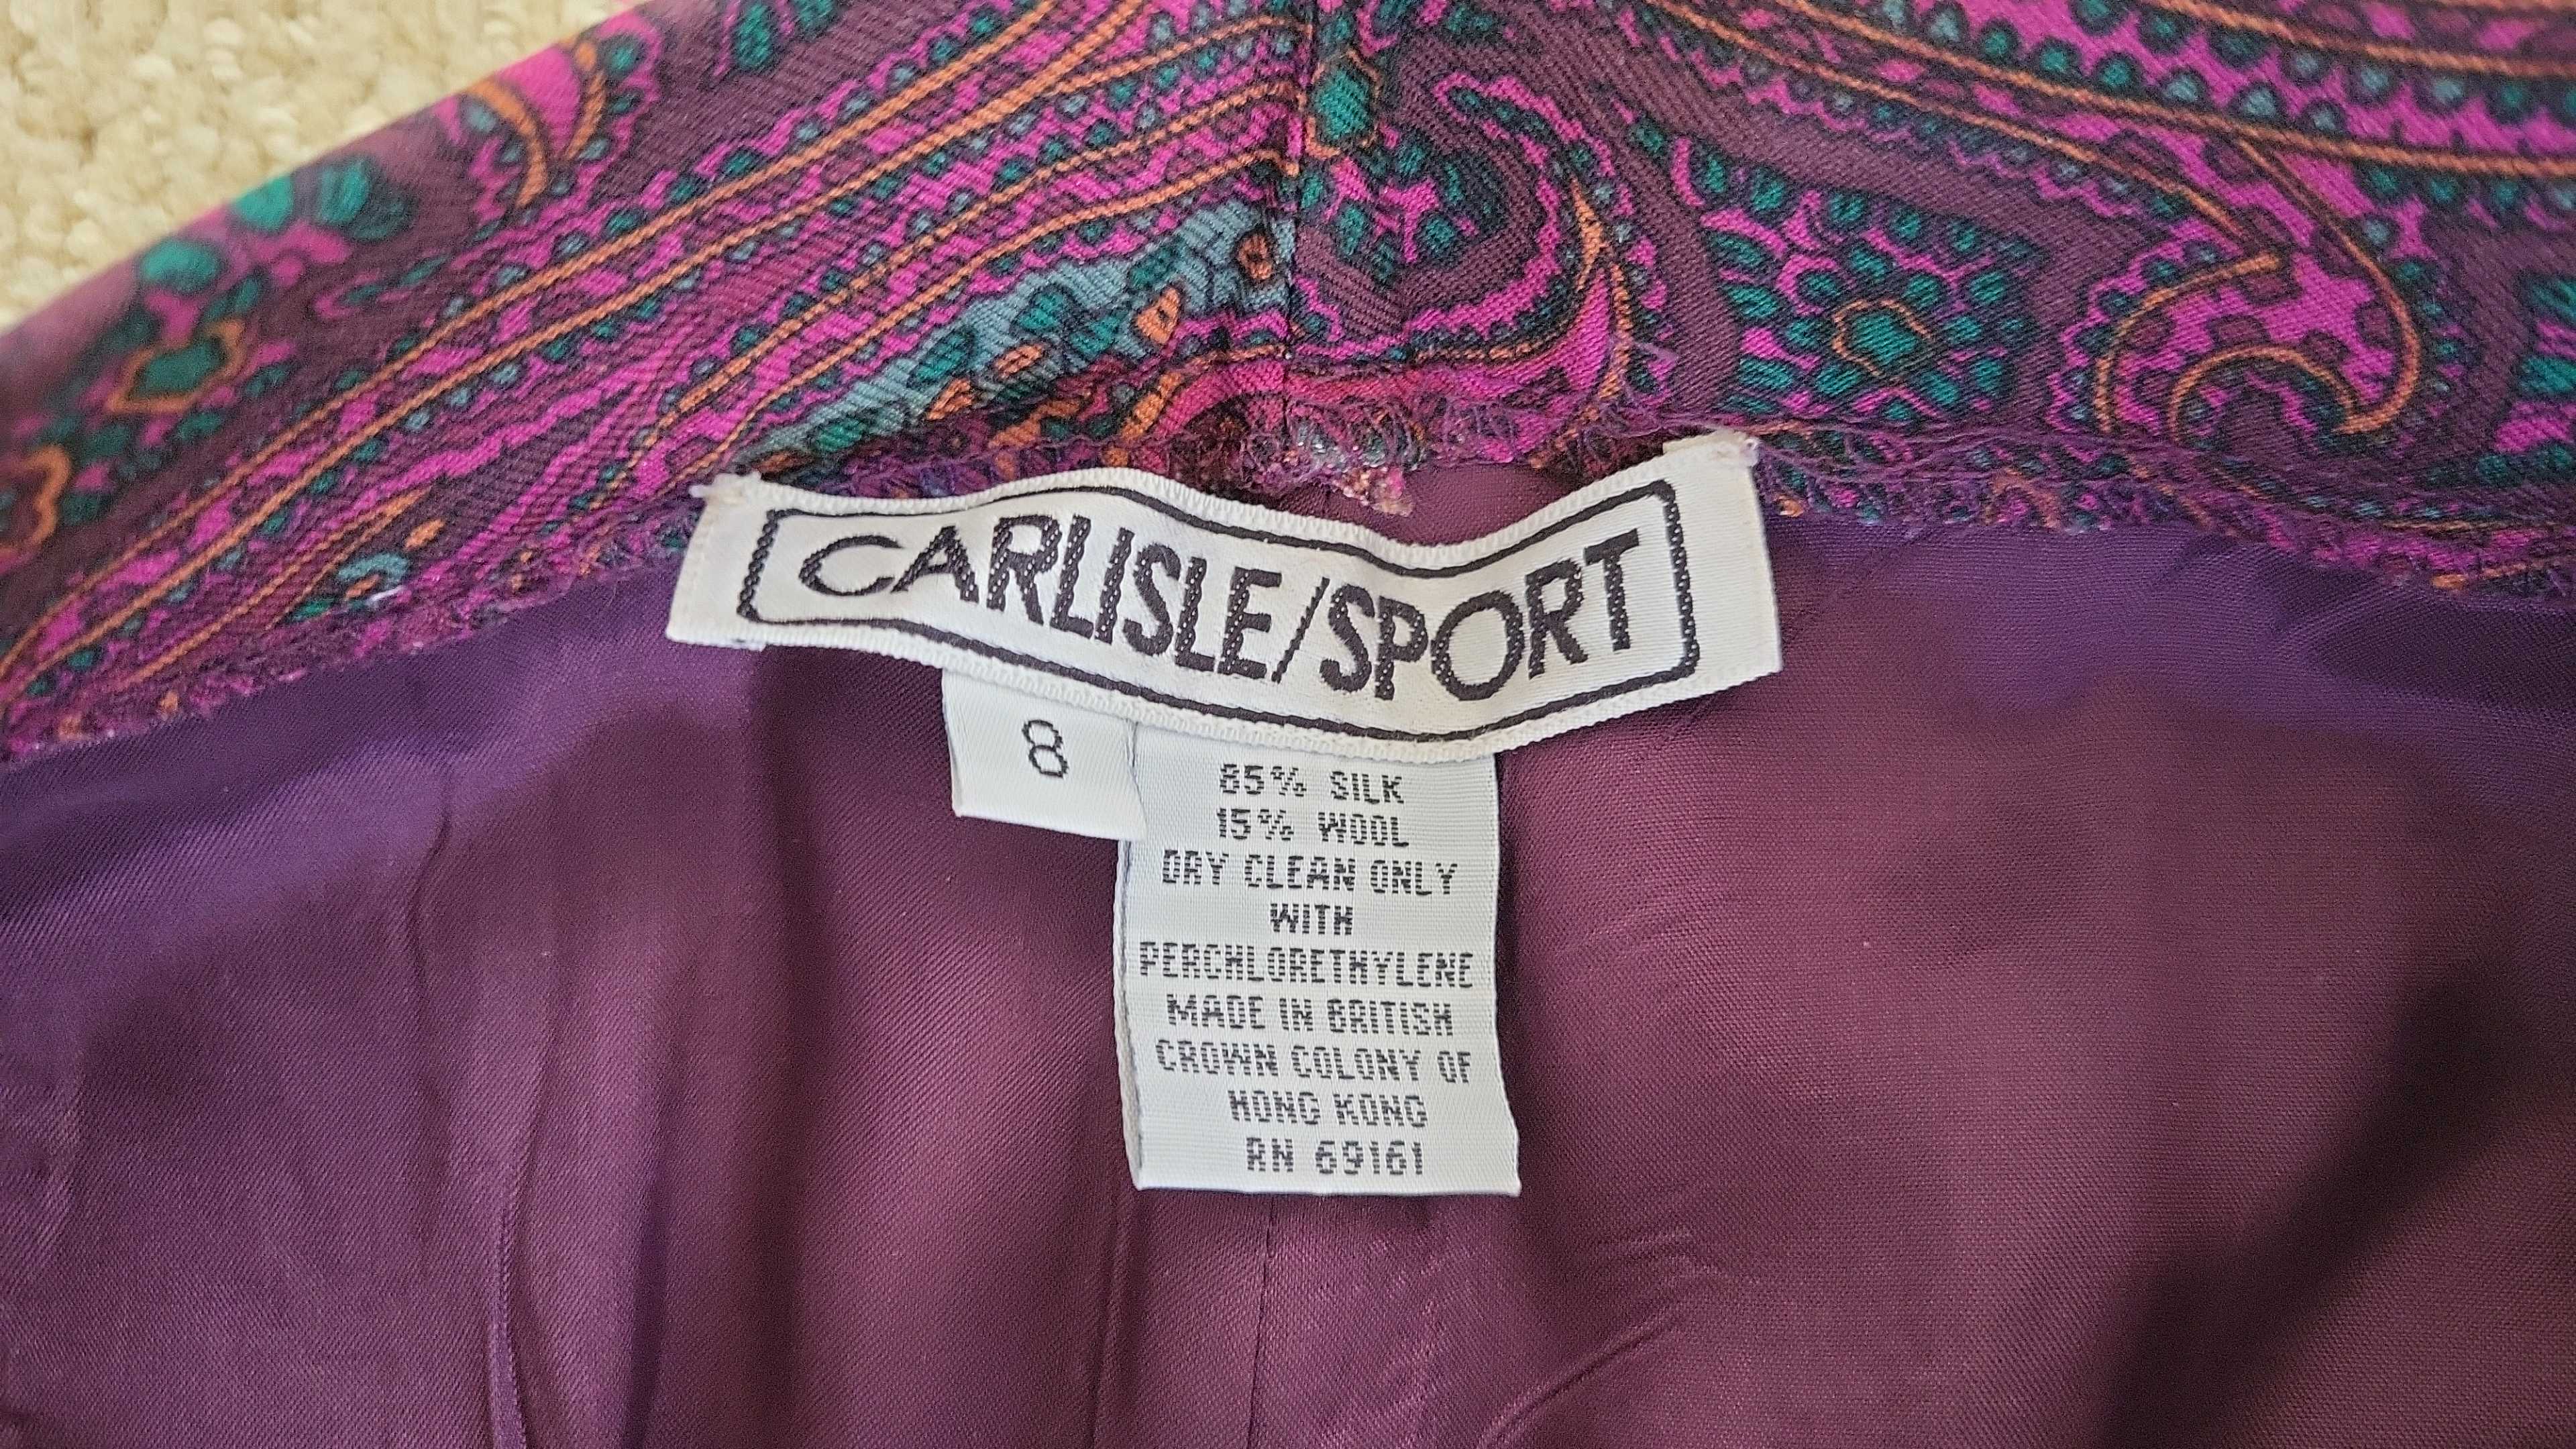 CARLISLE/SPORT
8
85% SILK
15% WOOL
DRY CLEAN ONLY
WITH
PERCHLORETHYLENE
MADE IN BRITISH
CROWN COLONY OF
HONG KONG
RN 69161